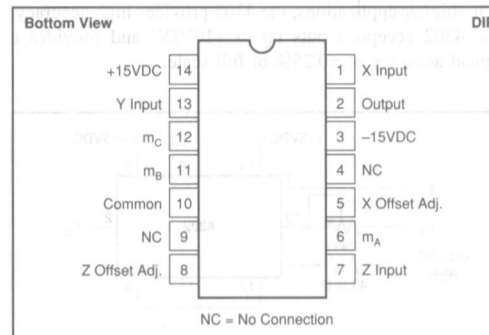 Bottom View
DI
+15VDC 14 1 X Input
Y Input 13 2 Output
mC 12 3 –15VDC
mB 11 4 NC
Common 10 5 X Offset Adj.
NC 9 6 mA
Z Offset Adj. 8 7 Z Input
NC = No Connection